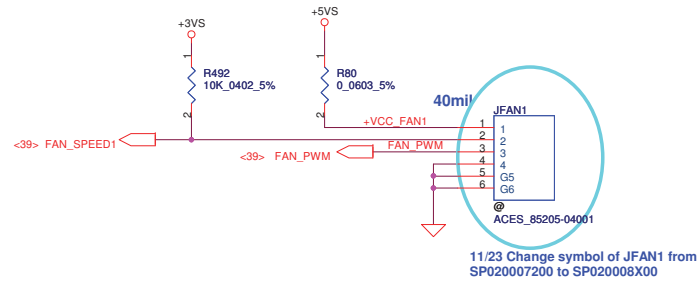 +3VS
+5VS
1
1
R492
10K_0402_5%
R80
0_0603_5%
2
2
40mil
JFAN1
+VCC_FAN1
1 1
<39> FAN_SPEED1
2 2
<39> FAN_PWM
FAN_PWM
3 3
4 4
5 G5
6 G6
@
ACES_85205-04001
11/23 Change symbol of JFAN1 from
SP020007200 to SP020008X00